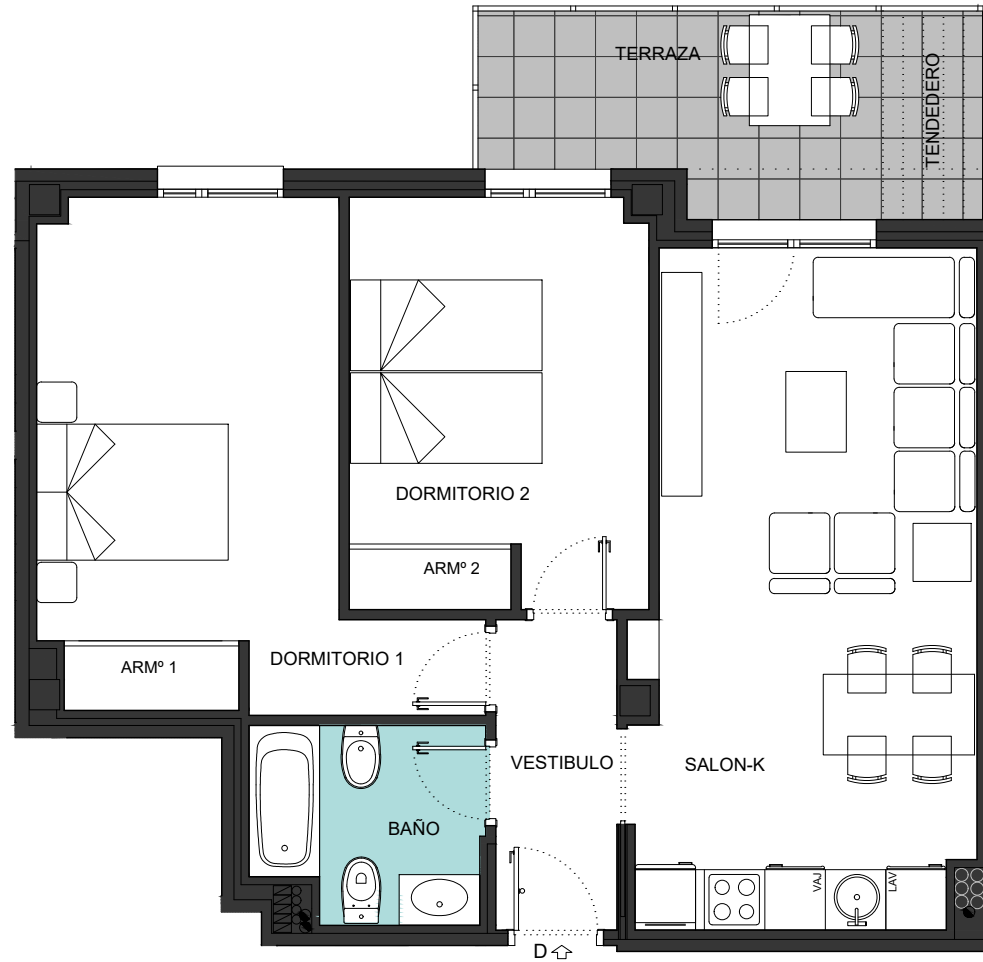 TERRAZA
TENDEDERO
DORMITORIO 2
ARMº 2
DORMITORIO 1
ARMº 1
VESTIBULO
SALON-K
BAÑO
VAJ
LAV
D